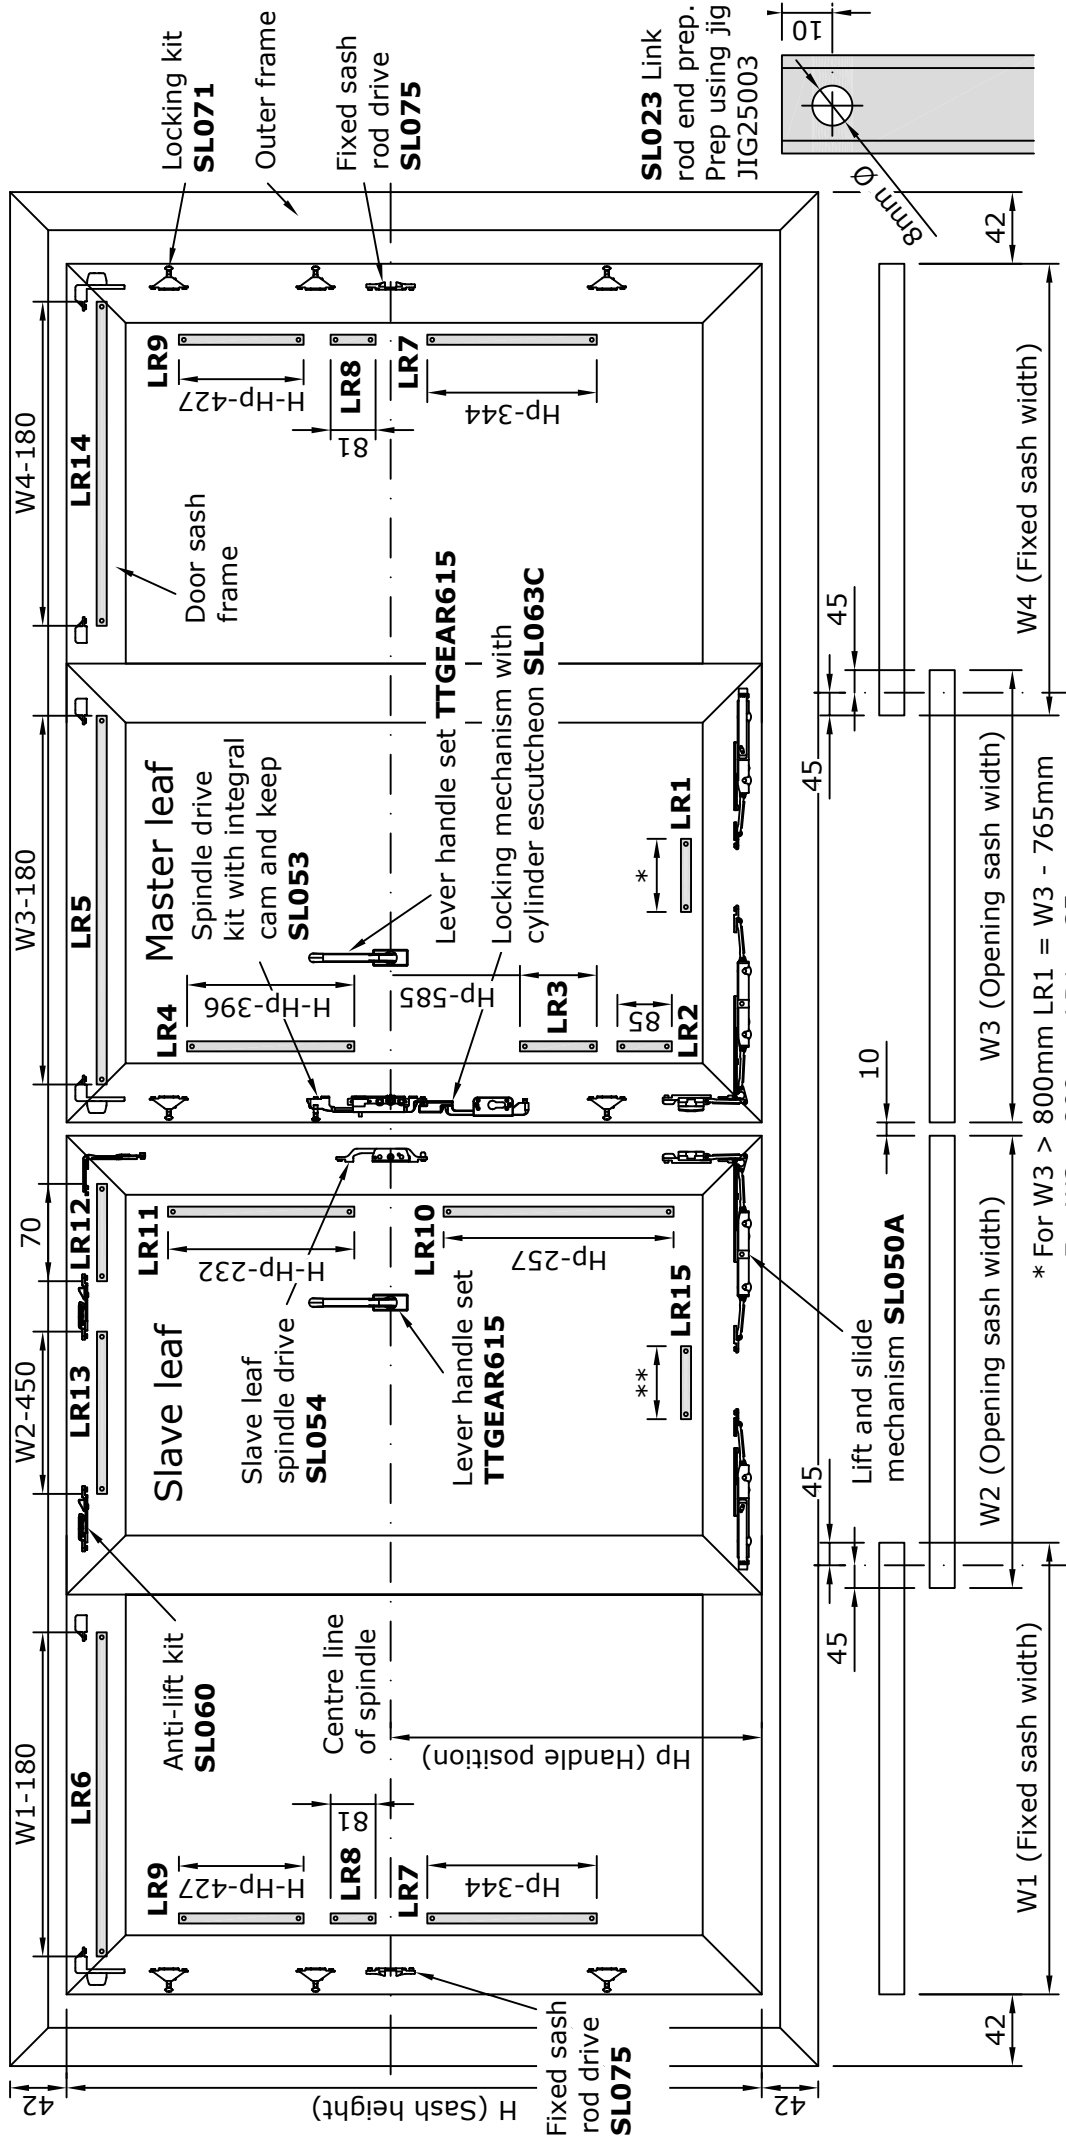 Locking kit
SL071
Outer frame
Fixed sash
rod drive
SL075
SL023 Link
rod end prep.
Prep using jig
JIG25003
10
8mm Ø
W1-180
LR6
W2-450
LR13
70
LR12
W3-180
LR5
W4-180
LR14
Anti-lift kit
SL060
Slave leaf
Master leaf
Door sash
frame
LR9
H-Hp-427
LR8
81
LR7
Hp-344
Centre line
of spindle
Hp (Handle position)
Slave leaf
spindle drive
SL054
LR11
H-Hp-232
LR10
Hp-257
Lever handle set
TTGEAR615
LR15
**
Spindle drive
kit with integral
cam and keep
SL053
LR4
H-Hp-396
Lever handle set TTGEAR615
Hp-585
Locking mechanism with
cylinder escutcheon SL063C
LR3
85
LR2
LR1
*
LR9
H-Hp-427
LR8
81
LR7
Hp-344
42
H (Sash height)
42
Fixed sash
rod drive
SL075
42
45
45
Lift and slide
mechanism SL050A
10
45
45
42
W1 (Fixed sash width)
W2 (Opening sash width)
W3 (Opening sash width)
W4 (Fixed sash width)
* For W3 > 800mm LR1 = W3 - 765mm